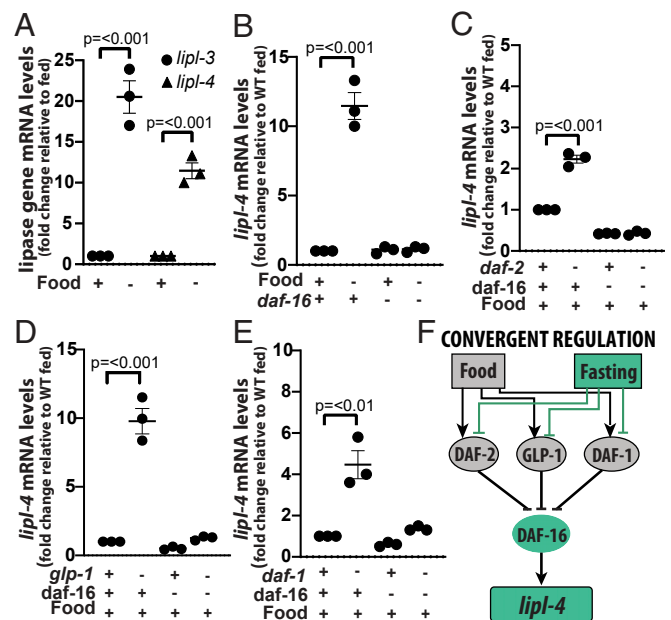 A
lipase gene mRNA levels
(fold change relative to WT fed)
25
20
15
10
5
0
p=<0.001
lipl-3
lipl-4
p=<0.001
Food + - + -
B
lipl-4 mRNA levels
(fold change relative to WT fed)
15
10
5
0
p=<0.001
Food + - + -
daf-16 + + - -
C
lipl-4 mRNA levels
(fold change relative to WT fed)
5
4
3
2
1
0
p=<0.001
daf-2 + - + -
daf-16 + + - -
Food + + + +
D
lipl-4 mRNA levels
(fold change relative to WT fed)
15
10
5
0
p=<0.001
glp-1 + - + -
daf-16 + + - -
Food + + + +
E
lipl-4 mRNA levels
(fold change relative to WT fed)
10
8
6
4
2
0
p=<0.01
daf-1 + - + -
daf-16 + + - -
Food + + + +
F CONVERGENT REGULATION
Food Fasting
DAF-2 GLP-1 DAF-1
DAF-16
lipl-4